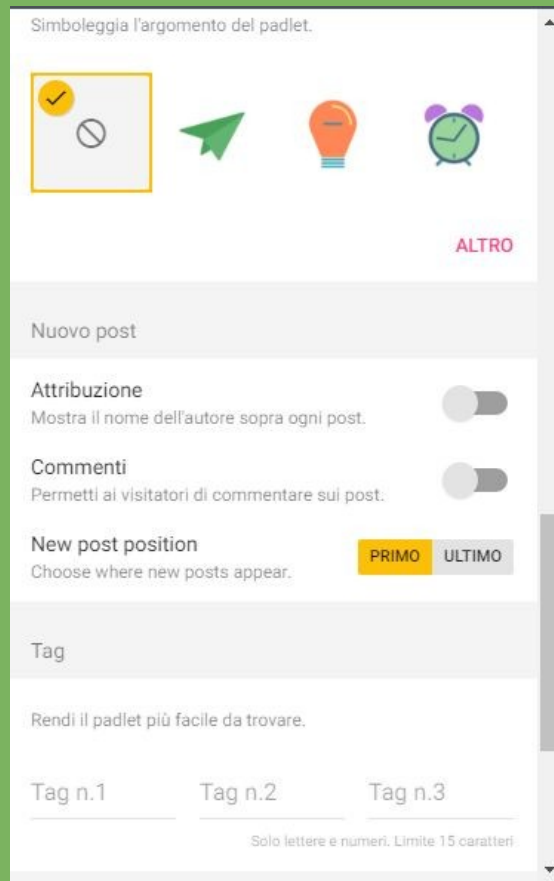 Simboleggia l'argomento del padlet.
ALTRO
Nuovo post
Attribuzione
Mostra il nome dell'autore sopra ogni post.
Commenti
Permetti ai visitatori di commentare sui post.
New post position
PRIMO ULTIMO
Choose where new posts appear.
Tag
Rendi il padlet più facile da trovare.
Tag n.1 Tag n.2 Tag n.3
Solo lettere e numeri. Limite 15 caratteri